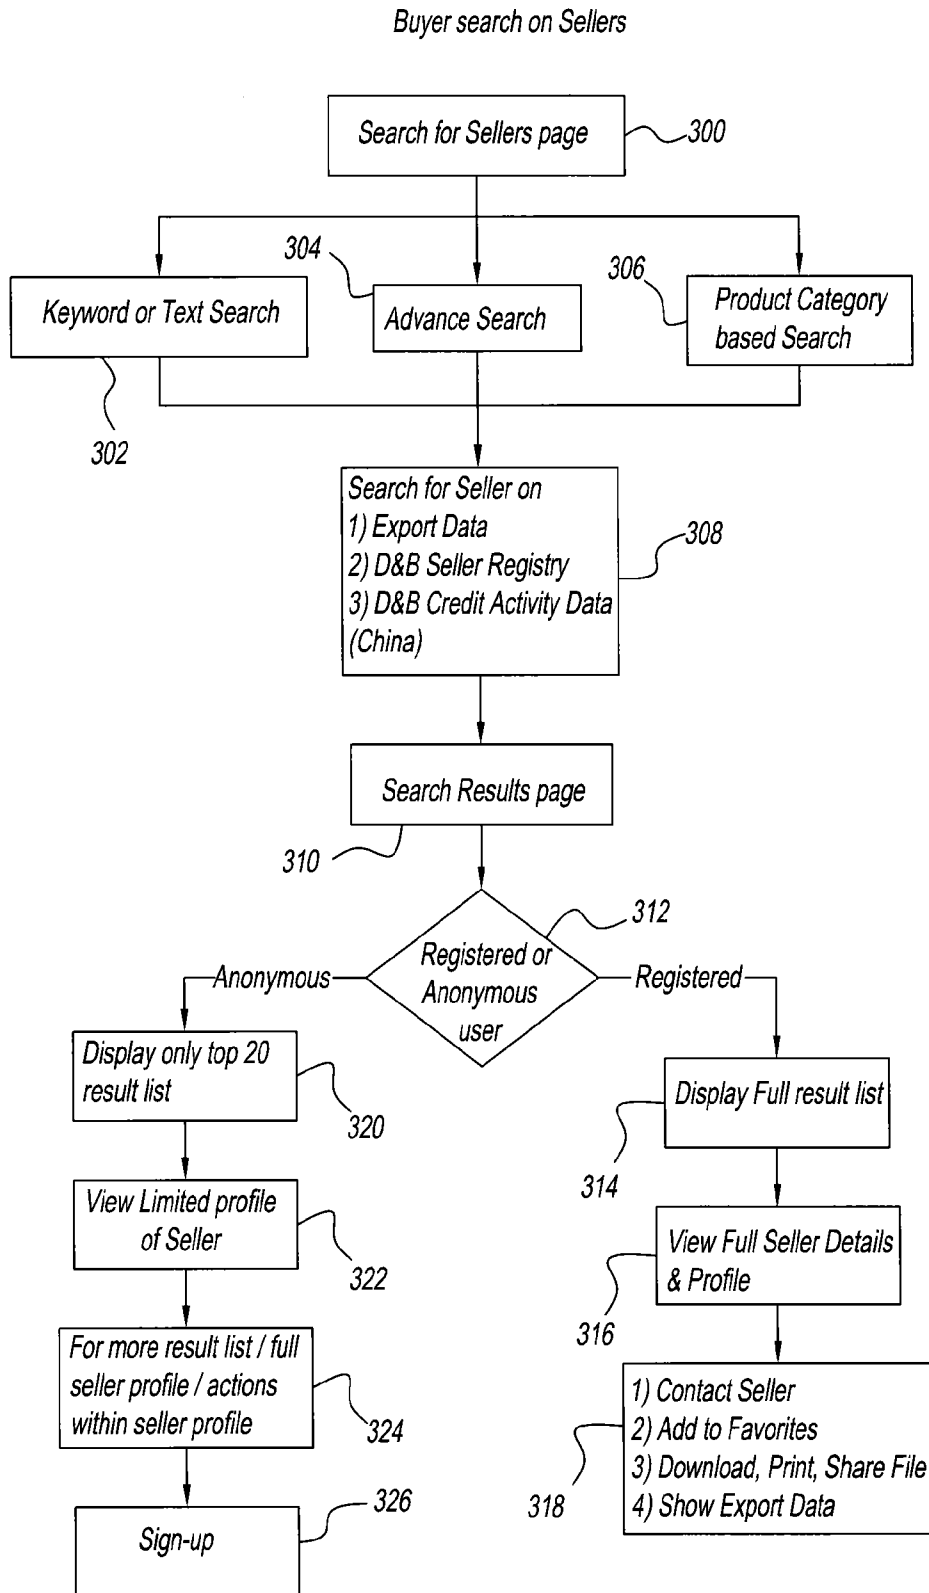 Buyer search on Sellers
Search for Sellers page
300
304
306
Keyword or Text Search
Advance Search
Product Category
based Search
302
Search for Seller on
1) Export Data
2) D&B Seller Registry
3) D&B Credit Activity Data
(China)
308
Search Results page
310
312
Registered or
Anonymous
user
Anonymous
Registered
Display only top 20
result list
320
Display Full result list
314
View Limited profile
of Seller
322
View Full Seller Details
& Profile
316
For more result list / full
seller profile / actions
within seller profile
324
1) Contact Seller
2) Add to Favorites
3) Download, Print, Share File
4) Show Export Data
318
326
Sign-up